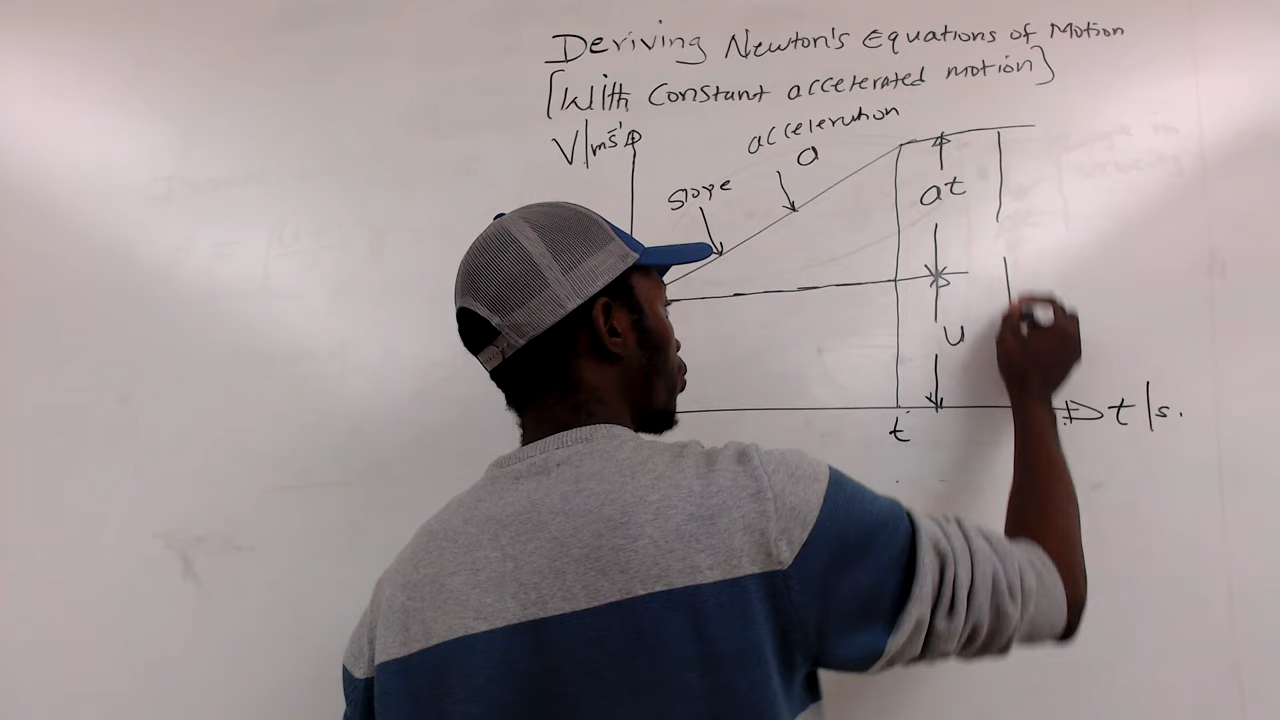 Deriving Newton's Equations of Motion
[With Constant accelerated motion]
V/ms⁻¹
acceleration
a
slope
at
u
t
t/s.